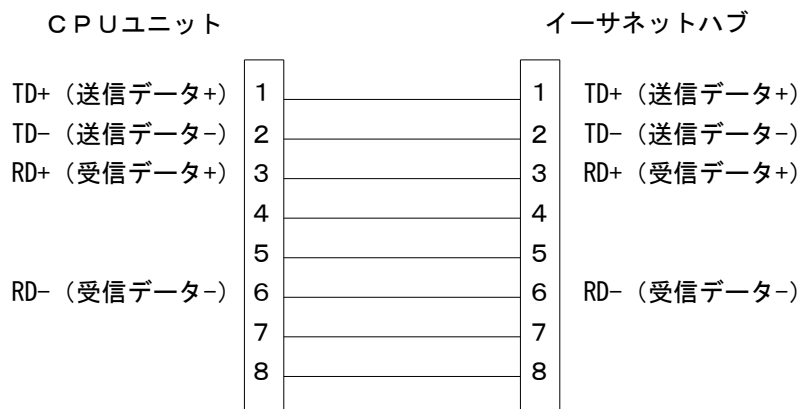 ＣＰＵユニット イーサネットハブ
TD+（送信データ+） 1 1 TD+（送信データ+）
TD-（送信データ-） 2 2 TD-（送信データ-）
RD+（受信データ+） 3 3 RD+（受信データ+）
4 4
5 5
RD-（受信データ-） 6 6 RD-（受信データ-）
7 7
8 8